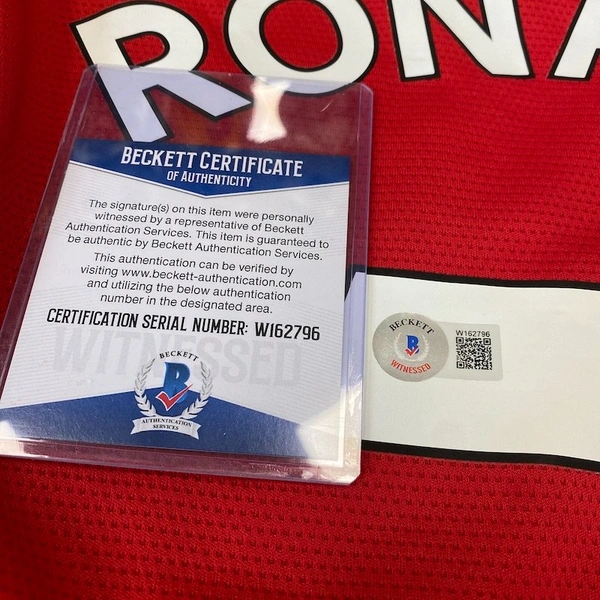 RONA
BECKETT CERTIFICATE
OF AUTHENTICITY
The signature(s) on this item were personally
witnessed by a representative of Beckett
Authentication Services. This item is guaranteed to
be authentic by Beckett Authentication Services.
This authentication can be verified by
visiting www.beckett-authentication.com
and utilizing the below authentication
number in the designated area.
CERTIFICATION SERIAL NUMBER: W162796
WITNESSED
BECKETT
B
AUTHENTICATION
SERVICES
BECKETT
B
WITNESSED
W162796